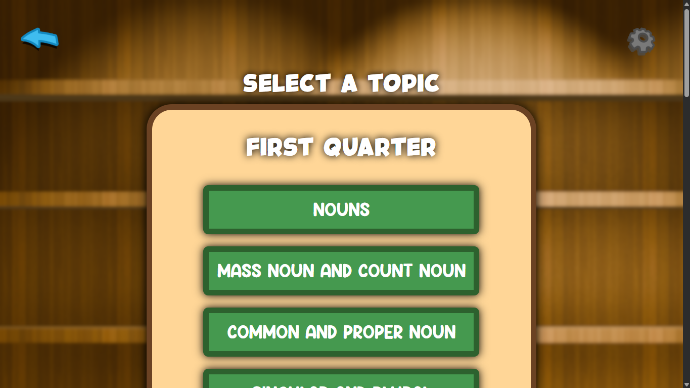 SELECT A TOPIC
FIRST QUARTER
NOUNS
MASS NOUN AND COUNT NOUN
COMMON AND PROPER NOUN